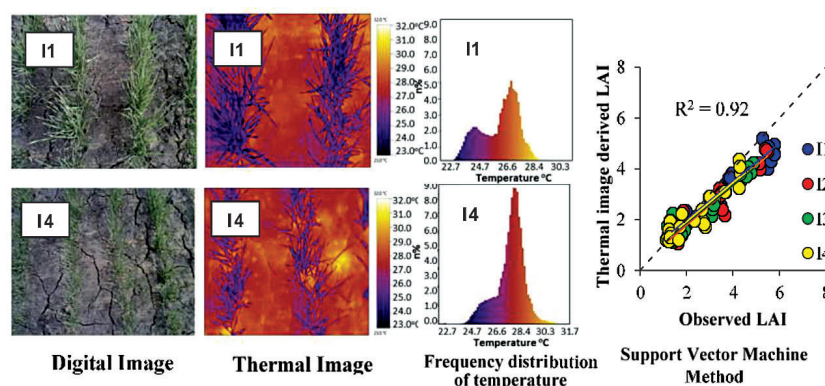 I1
I1
32.0°C
31.0
30.0
29.0
28.0
27.0
26.0
25.0
24.0
23.0°C
I1
9.0
8.0
7.0
6.0
5.0
4.0
3.0
2.0
1.0
0.0
n%
22.7 24.7 26.6 28.4 30.3
Temperature °C
I4
I4
32.0°C
31.0
30.0
29.0
28.0
27.0
26.0
25.0
24.0
23.0°C
I4
9.0
8.0
7.0
6.0
5.0
4.0
3.0
2.0
1.0
0.0
n%
22.7 24.7 26.6 28.4 30.0 31.7
Temperature °C
Digital Image
Thermal Image
Frequency distribution
of temperature
Thermal image derived LAI
8
6
4
2
0
R² = 0.92
I1
I2
I3
I4
0 2 4 6 8
Observed LAI
Support Vector Machine
Method